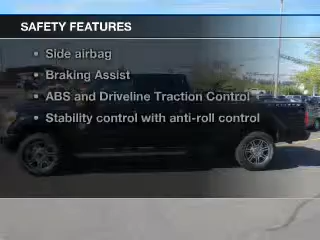 SAFETY FEATURES
Side airbag
Braking Assist
ABS and Driveline Traction Control
Stability control with anti-roll control